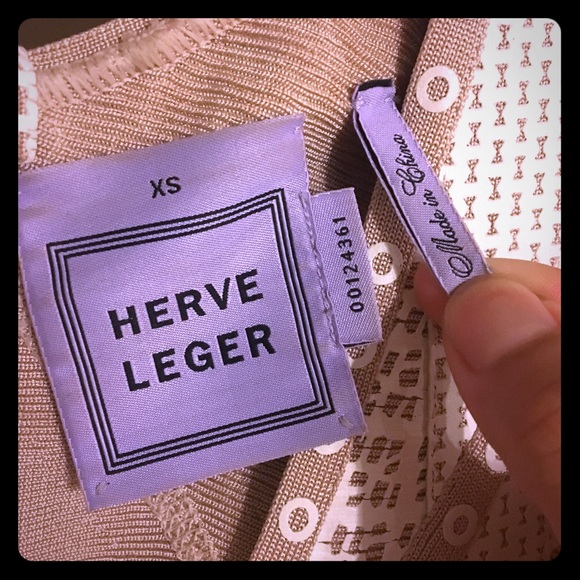 XS
HERVE
LEGER
00124361
Made in China